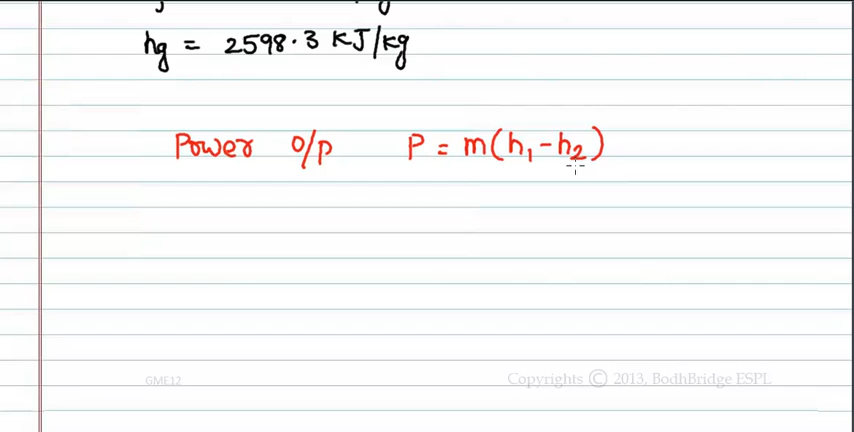 hg = 2598.3 KJ/kg
Power O/p P = m(h₁-h₂)
GME12 Copyrights © 2013, BodhBridge ESPL